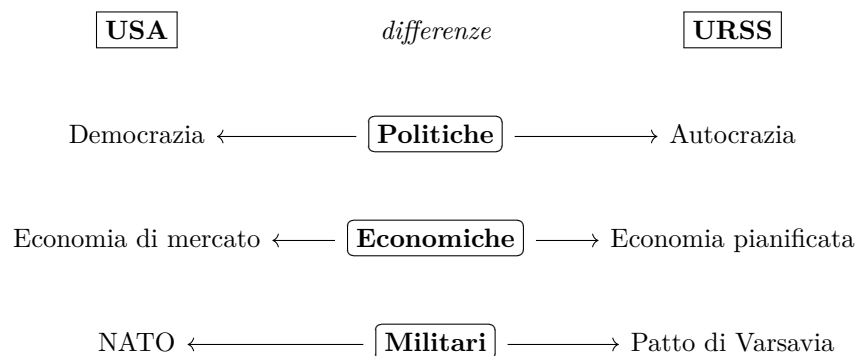 USA differenze URSS
Democrazia Politiche Autocrazia
Economia di mercato Economiche Economia pianificata
NATO Militari Patto di Varsavia